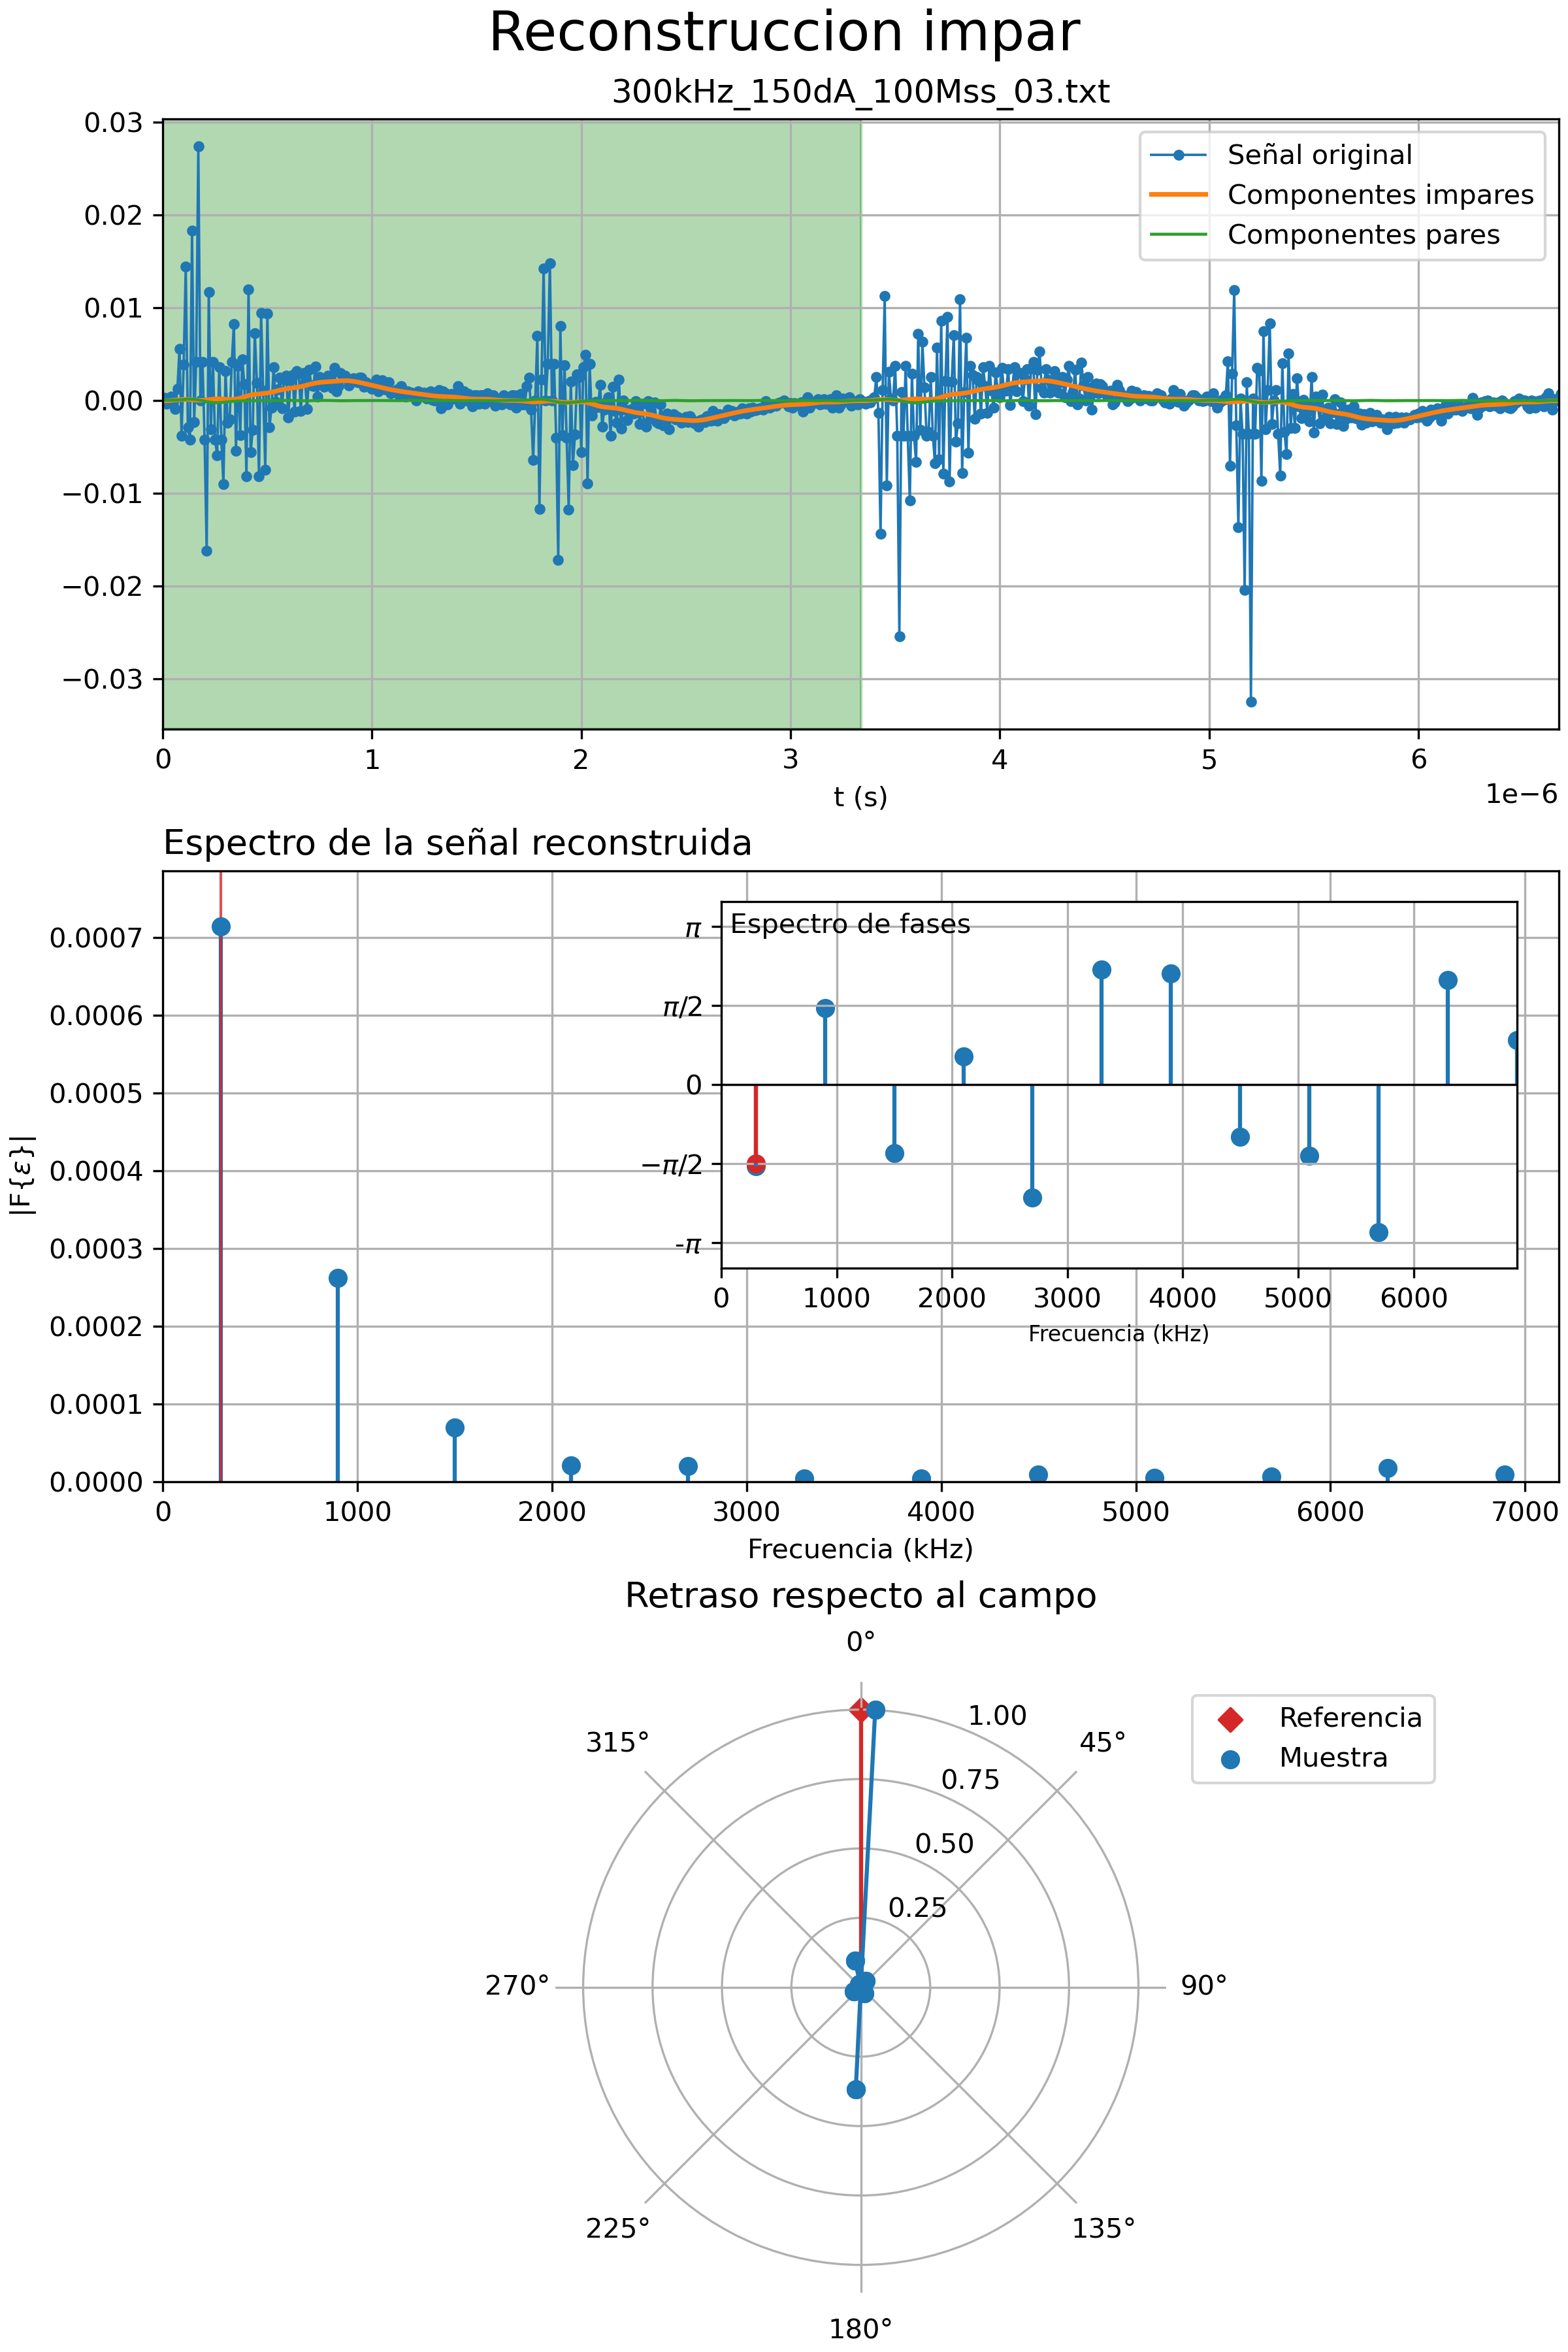 Reconstruccion impar
300kHz_150dA_100Mss_03.txt
0.03
0.02
0.01
0.00
−0.01
−0.02
−0.03
Señal original
Componentes impares
Componentes pares
0 1 2 3 4 5 6
t (s)
1e−6
Espectro de la señal reconstruida
|F{ε}|
0.0007
0.0006
0.0005
0.0004
0.0003
0.0002
0.0001
0.0000
Espectro de fases
π
π/2
0
−π/2
-π
0 1000 2000 3000 4000 5000 6000
Frecuencia (kHz)
0 1000 2000 3000 4000 5000 6000 7000
Frecuencia (kHz)
Retraso respecto al campo
0°
45°
90°
135°
180°
225°
270°
315°
1.00
0.75
0.50
0.25
Referencia
Muestra